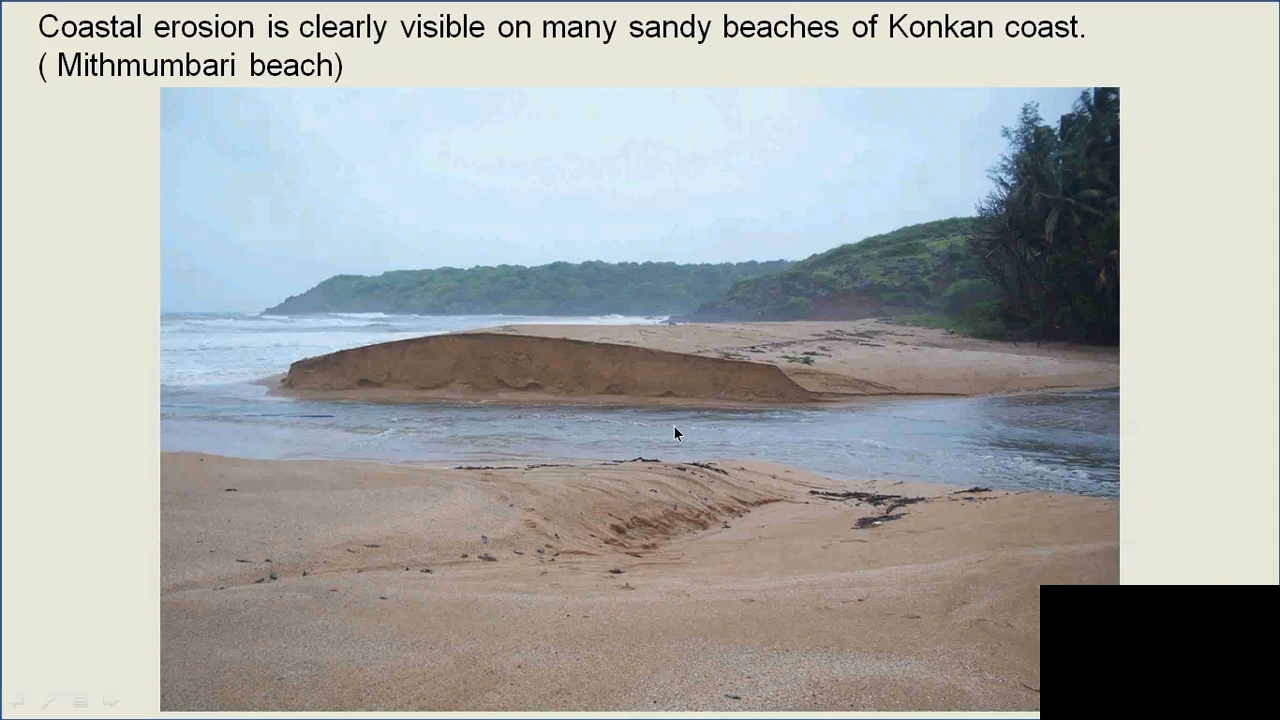 Coastal erosion is clearly visible on many sandy beaches of Konkan coast.
( Mithmumbari beach)